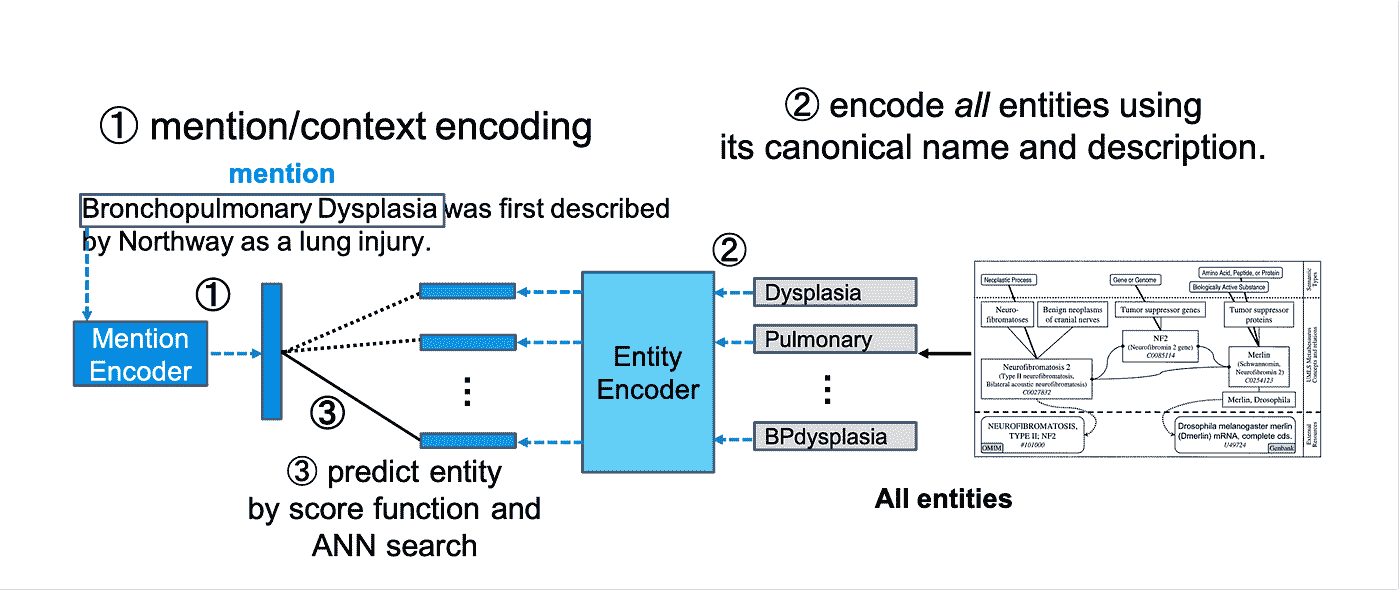 ① mention/context encoding
② encode all entities using
its canonical name and description.
mention
Bronchopulmonary Dysplasia was first described
by Northway as a lung injury.
①
Mention
Encoder
③
③ predict entity
by score function and
ANN search
Entity
Encoder
②
Dysplasia
Pulmonary
BPdysplasia
All entities
Neoplastic Process
Gene or Genome
Amino Acid, Peptide, or Protein
Biologically Active Substance
Semantic
Types
Neuro-
fibromatoses
Benign neoplasms
of cranial nerves
Tumor suppressor genes
Tumor suppressor
proteins
NF2
(Neurofibromin 2 gene)
C0085114
Merlin
(Schwannomin,
Neurofibromin 2)
C0254123
Neurofibromatosis 2
(Type II neurofibromatosis,
Bilateral acoustic neurofibromatosis)
C0027832
Merlin, Drosophila
UMLS Metathesaurus
Concepts and relations
NEUROFIBROMATOSIS,
TYPE II; NF2
#101000
OMIM
Drosophila melanogaster merlin
(Dmerlin) mRNA, complete cds.
U49724
Genbank
External
Resources